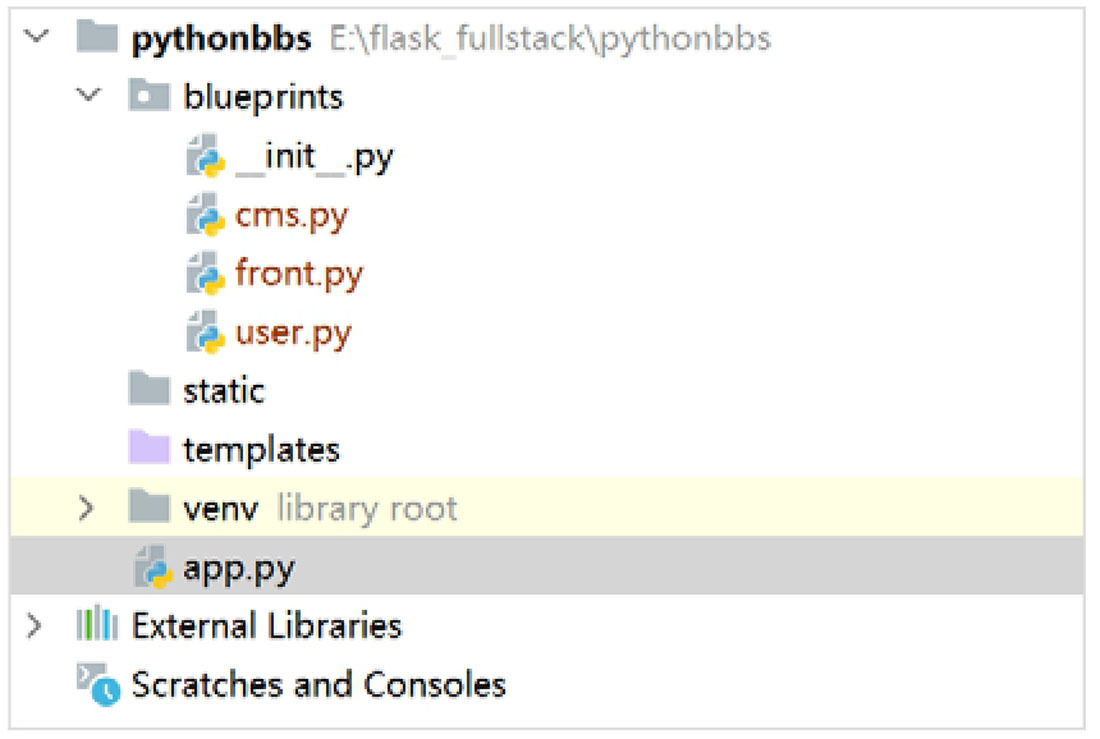 pythonbbs E:\flask_fullstack\pythonbbs
blueprints
__init__.py
cms.py
front.py
user.py
static
templates
venv library root
app.py
External Libraries
Scratches and Consoles